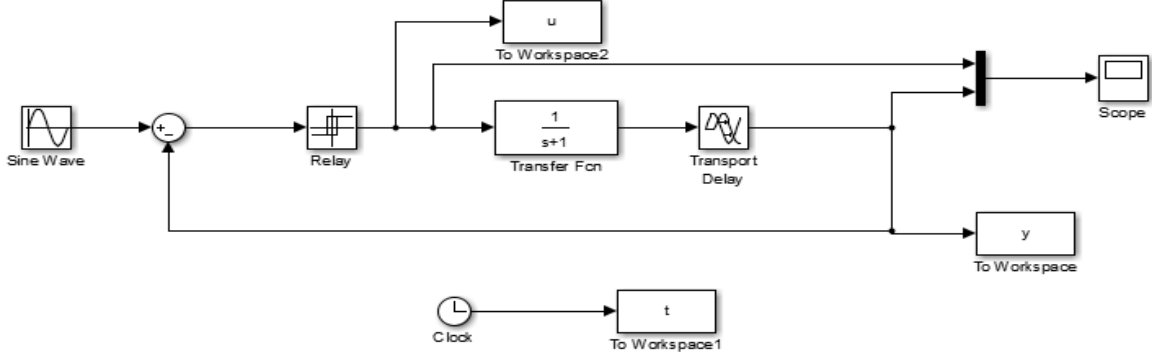 u
To Workspace2
+
−
Sine Wave
Relay
1
s+1
Transfer Fcn
Transport
Delay
Scope
y
To Workspace
Clock
t
To Workspace1